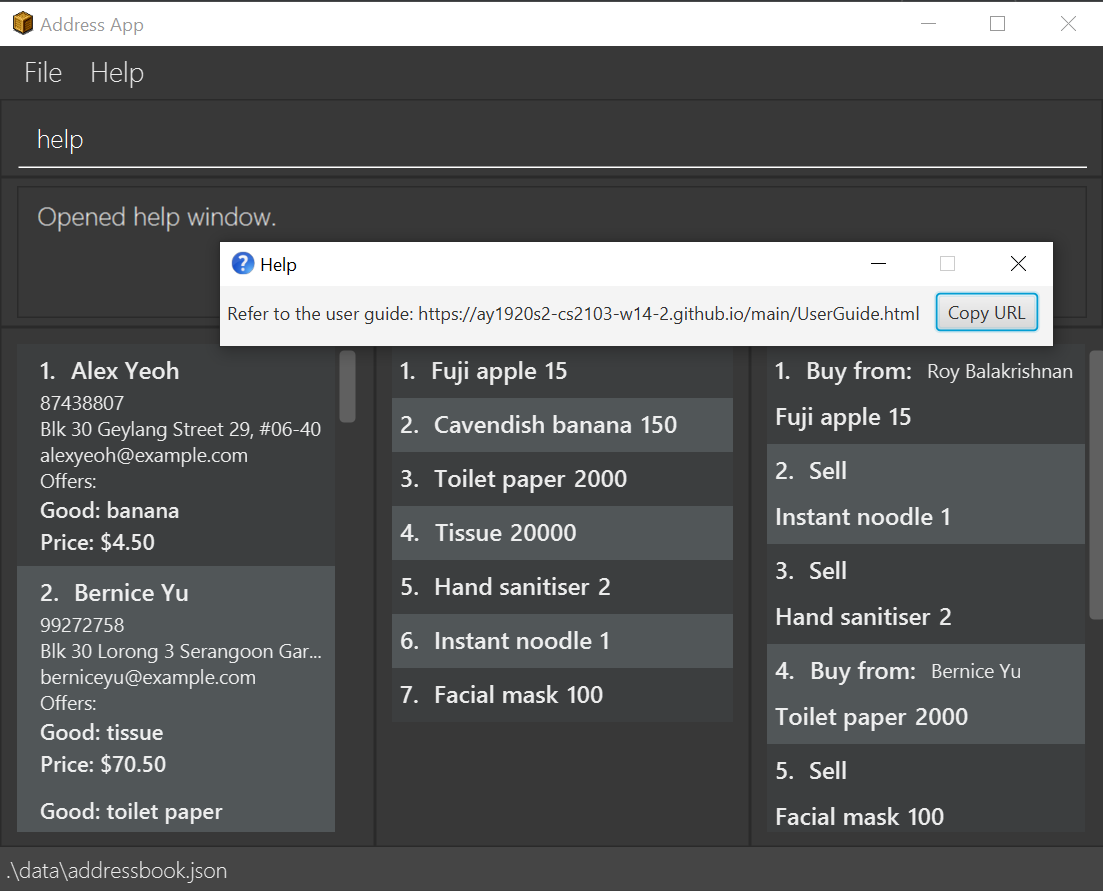 Address App
File Help
help
Opened help window.
Help
Refer to the user guide: https://ay1920s2-cs2103-w14-2.github.io/main/UserGuide.html
Copy URL
1. Alex Yeoh
87438807
Blk 30 Geylang Street 29, #06-40
alexyeoh@example.com
Offers:
Good: banana
Price: $4.50
2. Bernice Yu
99272758
Blk 30 Lorong 3 Serangoon Gar...
berniceyu@example.com
Offers:
Good: tissue
Price: $70.50
Good: toilet paper
1. Fuji apple 15
2. Cavendish banana 150
3. Toilet paper 2000
4. Tissue 20000
5. Hand sanitiser 2
6. Instant noodle 1
7. Facial mask 100
1. Buy from: Roy Balakrishnan
Fuji apple 15
2. Sell
Instant noodle 1
3. Sell
Hand sanitiser 2
4. Buy from: Bernice Yu
Toilet paper 2000
5. Sell
Facial mask 100
.\data\addressbook.json